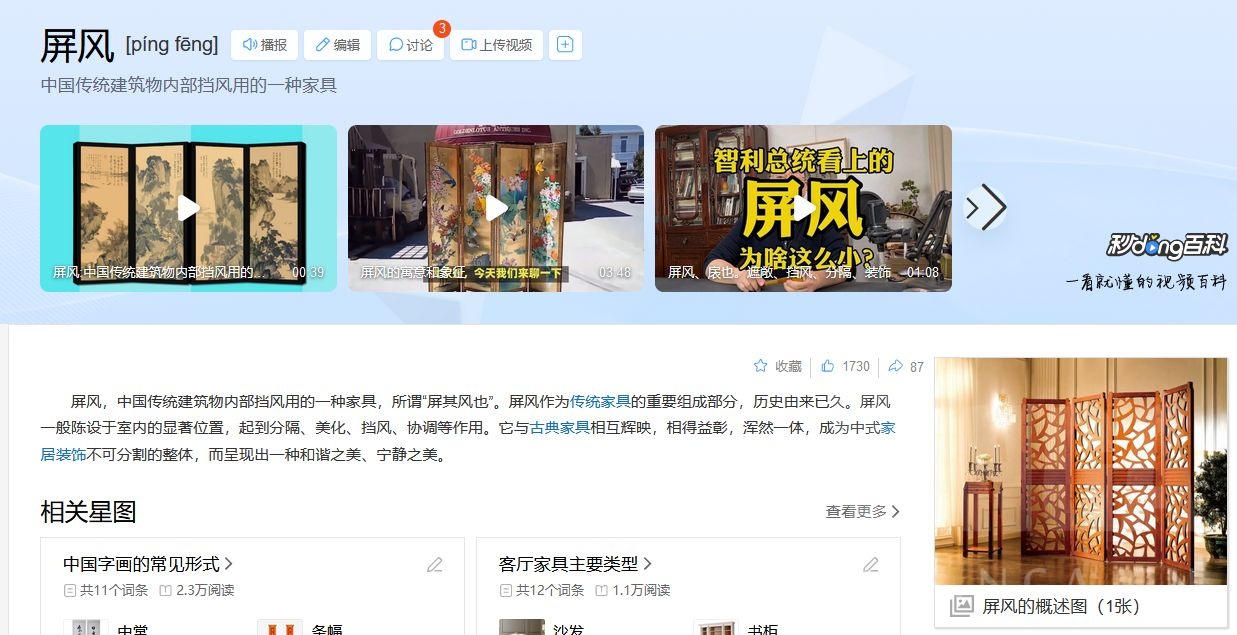 屏风 [píng fēng] 播报 编辑 讨论 3 上传视频
中国传统建筑物内部挡风用的一种家具
GOLDENLOTUS ANTIQUES INC.
智利总统看上的
屏风
为啥这么小?
屏风,中国传统建筑物内部挡风用的... 00:39
屏风的寓意和象征, 今天我们来聊一下 03:48
屏风、扆也。遮蔽、挡风、分隔、装饰 01:08
秒dong百科
一看就懂的视频百科
收藏 1730 87
屏风，中国传统建筑物内部挡风用的一种家具，所谓“屏其风也”。屏风作为传统家具的重要组成部分，历史由来已久。屏风
一般陈设于室内的显著位置，起到分隔、美化、挡风、协调等作用。它与古典家具相互辉映，相得益彰，浑然一体，成为中式家
居装饰不可分割的整体，而呈现出一种和谐之美、宁静之美。
相关星图 查看更多
中国字画的常见形式
共11个词条 2.3万阅读
中堂 条幅
客厅家具主要类型
共12个词条 1.1万阅读
沙发 书柜
屏风的概述图（1张）